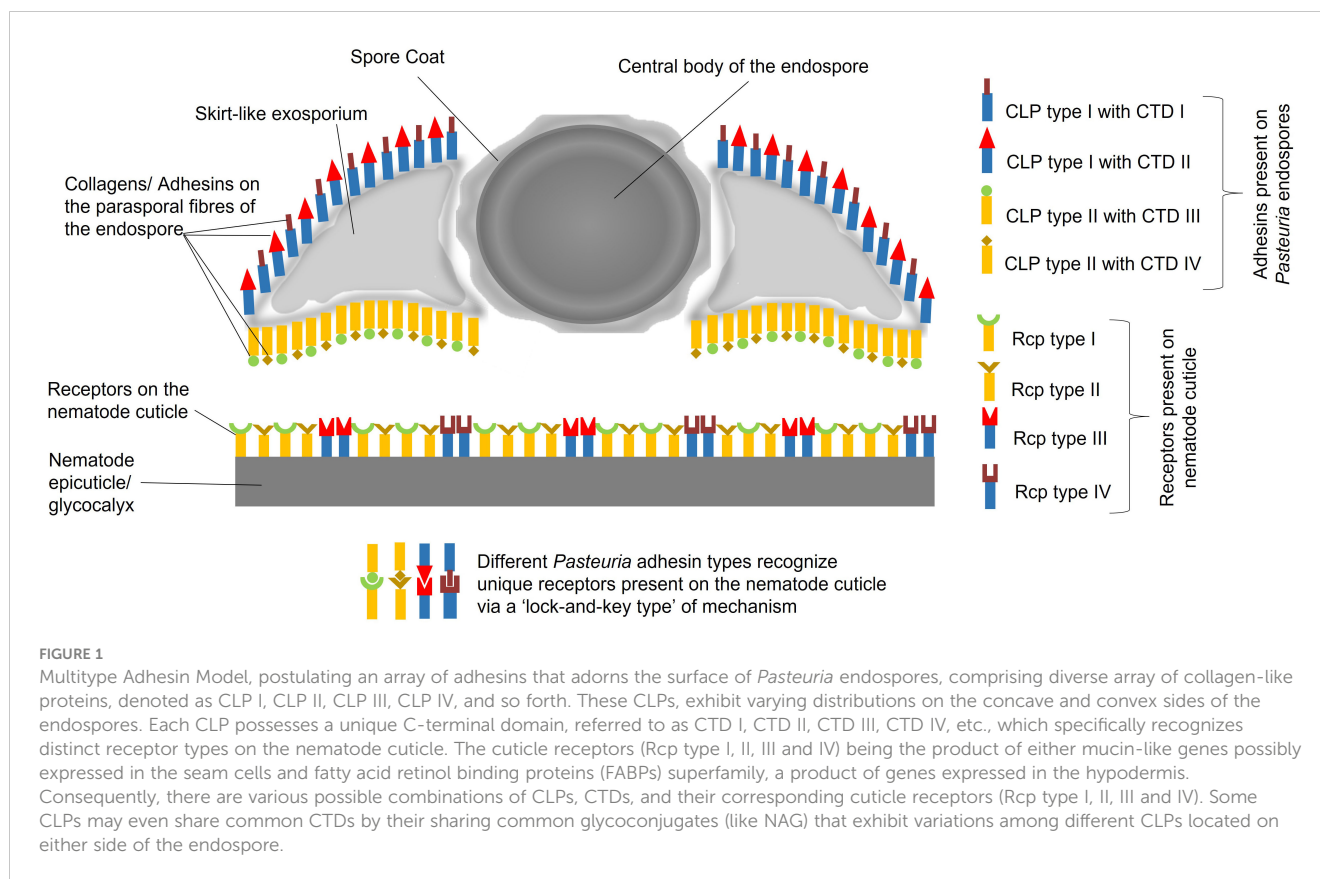 Spore Coat
Central body of the endospore
Skirt-like exosporium
Collagens/ Adhesins on
the parasporal fibres of
the endospore
CLP type I with CTD I
CLP type I with CTD II
CLP type II with CTD III
CLP type II with CTD IV
Adhesins present on
Pasteuria endospores
Receptors on the
nematode cuticle
Nematode
epicuticle/
glycocalyx
Rcp type I
Rcp type II
Rcp type III
Rcp type IV
Receptors present on
nematode cuticle
Different Pasteuria adhesin types recognize
unique receptors present on the nematode cuticle
via a ‘lock-and-key type’ of mechanism
FIGURE 1
Multitype Adhesin Model, postulating an array of adhesins that adorns the surface of Pasteuria endospores, comprising diverse array of collagen-like
proteins, denoted as CLP I, CLP II, CLP III, CLP IV, and so forth. These CLPs, exhibit varying distributions on the concave and convex sides of the
endospores. Each CLP possesses a unique C-terminal domain, referred to as CTD I, CTD II, CTD III, CTD IV, etc., which specifically recognizes
distinct receptor types on the nematode cuticle. The cuticle receptors (Rcp type I, II, III and IV) being the product of either mucin-like genes possibly
expressed in the seam cells and fatty acid retinol binding proteins (FABPs) superfamily, a product of genes expressed in the hypodermis.
Consequently, there are various possible combinations of CLPs, CTDs, and their corresponding cuticle receptors (Rcp type I, II, III and IV). Some
CLPs may even share common CTDs by their sharing common glycoconjugates (like NAG) that exhibit variations among different CLPs located on
either side of the endospore.